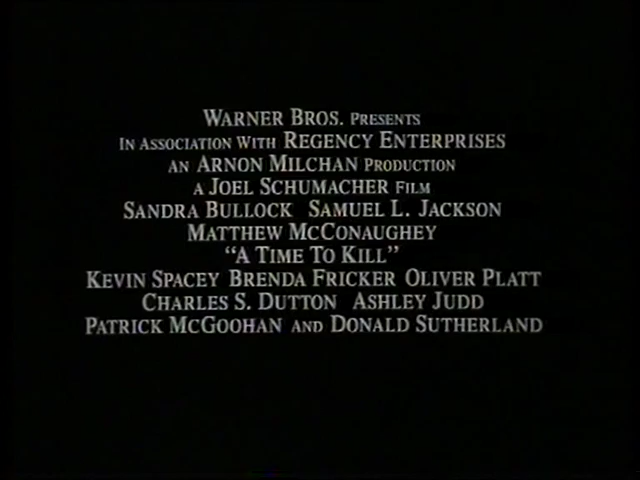 WARNER BROS. PRESENTS
IN ASSOCIATION WITH REGENCY ENTERPRISES
AN ARNON MILCHAN PRODUCTION
A JOEL SCHUMACHER FILM
SANDRA BULLOCK SAMUEL L. JACKSON
MATTHEW MCCONAUGHEY
“A TIME TO KILL”
KEVIN SPACEY BRENDA FRICKER OLIVER PLATT
CHARLES S. DUTTON ASHLEY JUDD
PATRICK MCGOOHAN AND DONALD SUTHERLAND